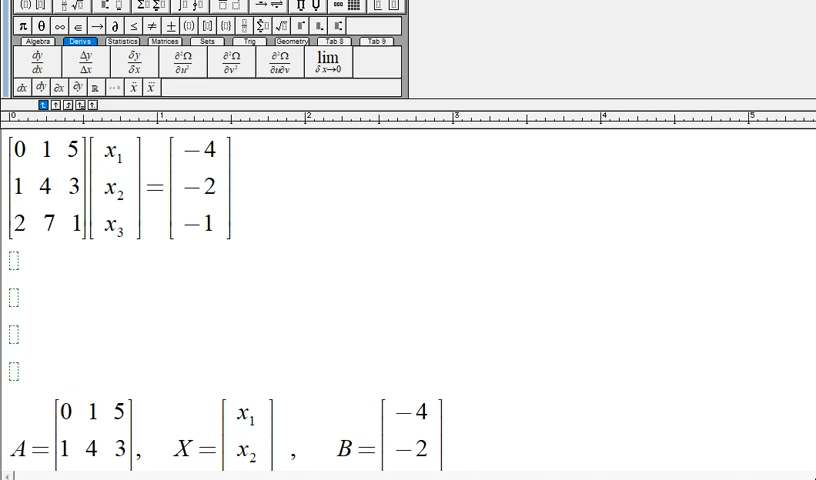 π θ ∞ ∈ → ∂ ≤ ≠ ± (▯) [▯] {▯}
Algebra Derivs Statistics Matrices Sets Trig Geometry Tab 8 Tab 9
dy/dx Δy/Δx δy/δx ∂²Ω/∂u² ∂²Ω/∂v² ∂²Ω/∂u∂v lim δx→0
dx dy ∂x ∂y ℝ ẍ
0 1 2 3 4 5
[0 1 5] [x₁] [−4]
[1 4 3] [x₂] = [−2]
[2 7 1] [x₃] [−1]
[0 1 5] [x₁] [−4]
A = [1 4 3], X = [x₂], B = [−2]